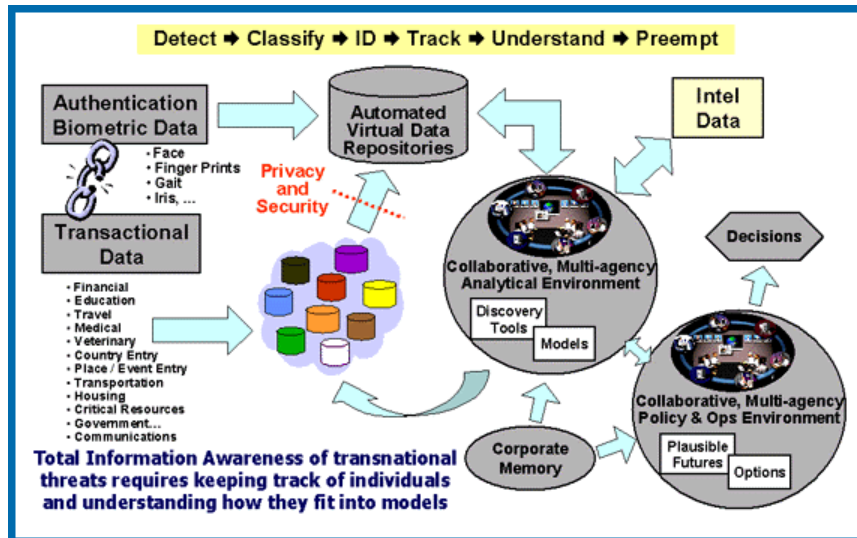 Detect ➔ Classify ➔ ID ➔ Track ➔ Understand ➔ Preempt
Authentication
Biometric Data
• Face
• Finger Prints
• Gait
• Iris, ...
Automated
Virtual Data
Repositories
Intel
Data
Privacy
and
Security
Transactional
Data
• Financial
• Education
• Travel
• Medical
• Veterinary
• Country Entry
• Place / Event Entry
• Transportation
• Housing
• Critical Resources
• Government...
• Communications
Collaborative, Multi-agency
Analytical Environment
Discovery
Tools
Models
Decisions
Collaborative, Multi-agency
Policy & Ops Environment
Plausible
Futures
Options
Corporate
Memory
Total Information Awareness of transnational
threats requires keeping track of individuals
and understanding how they fit into models